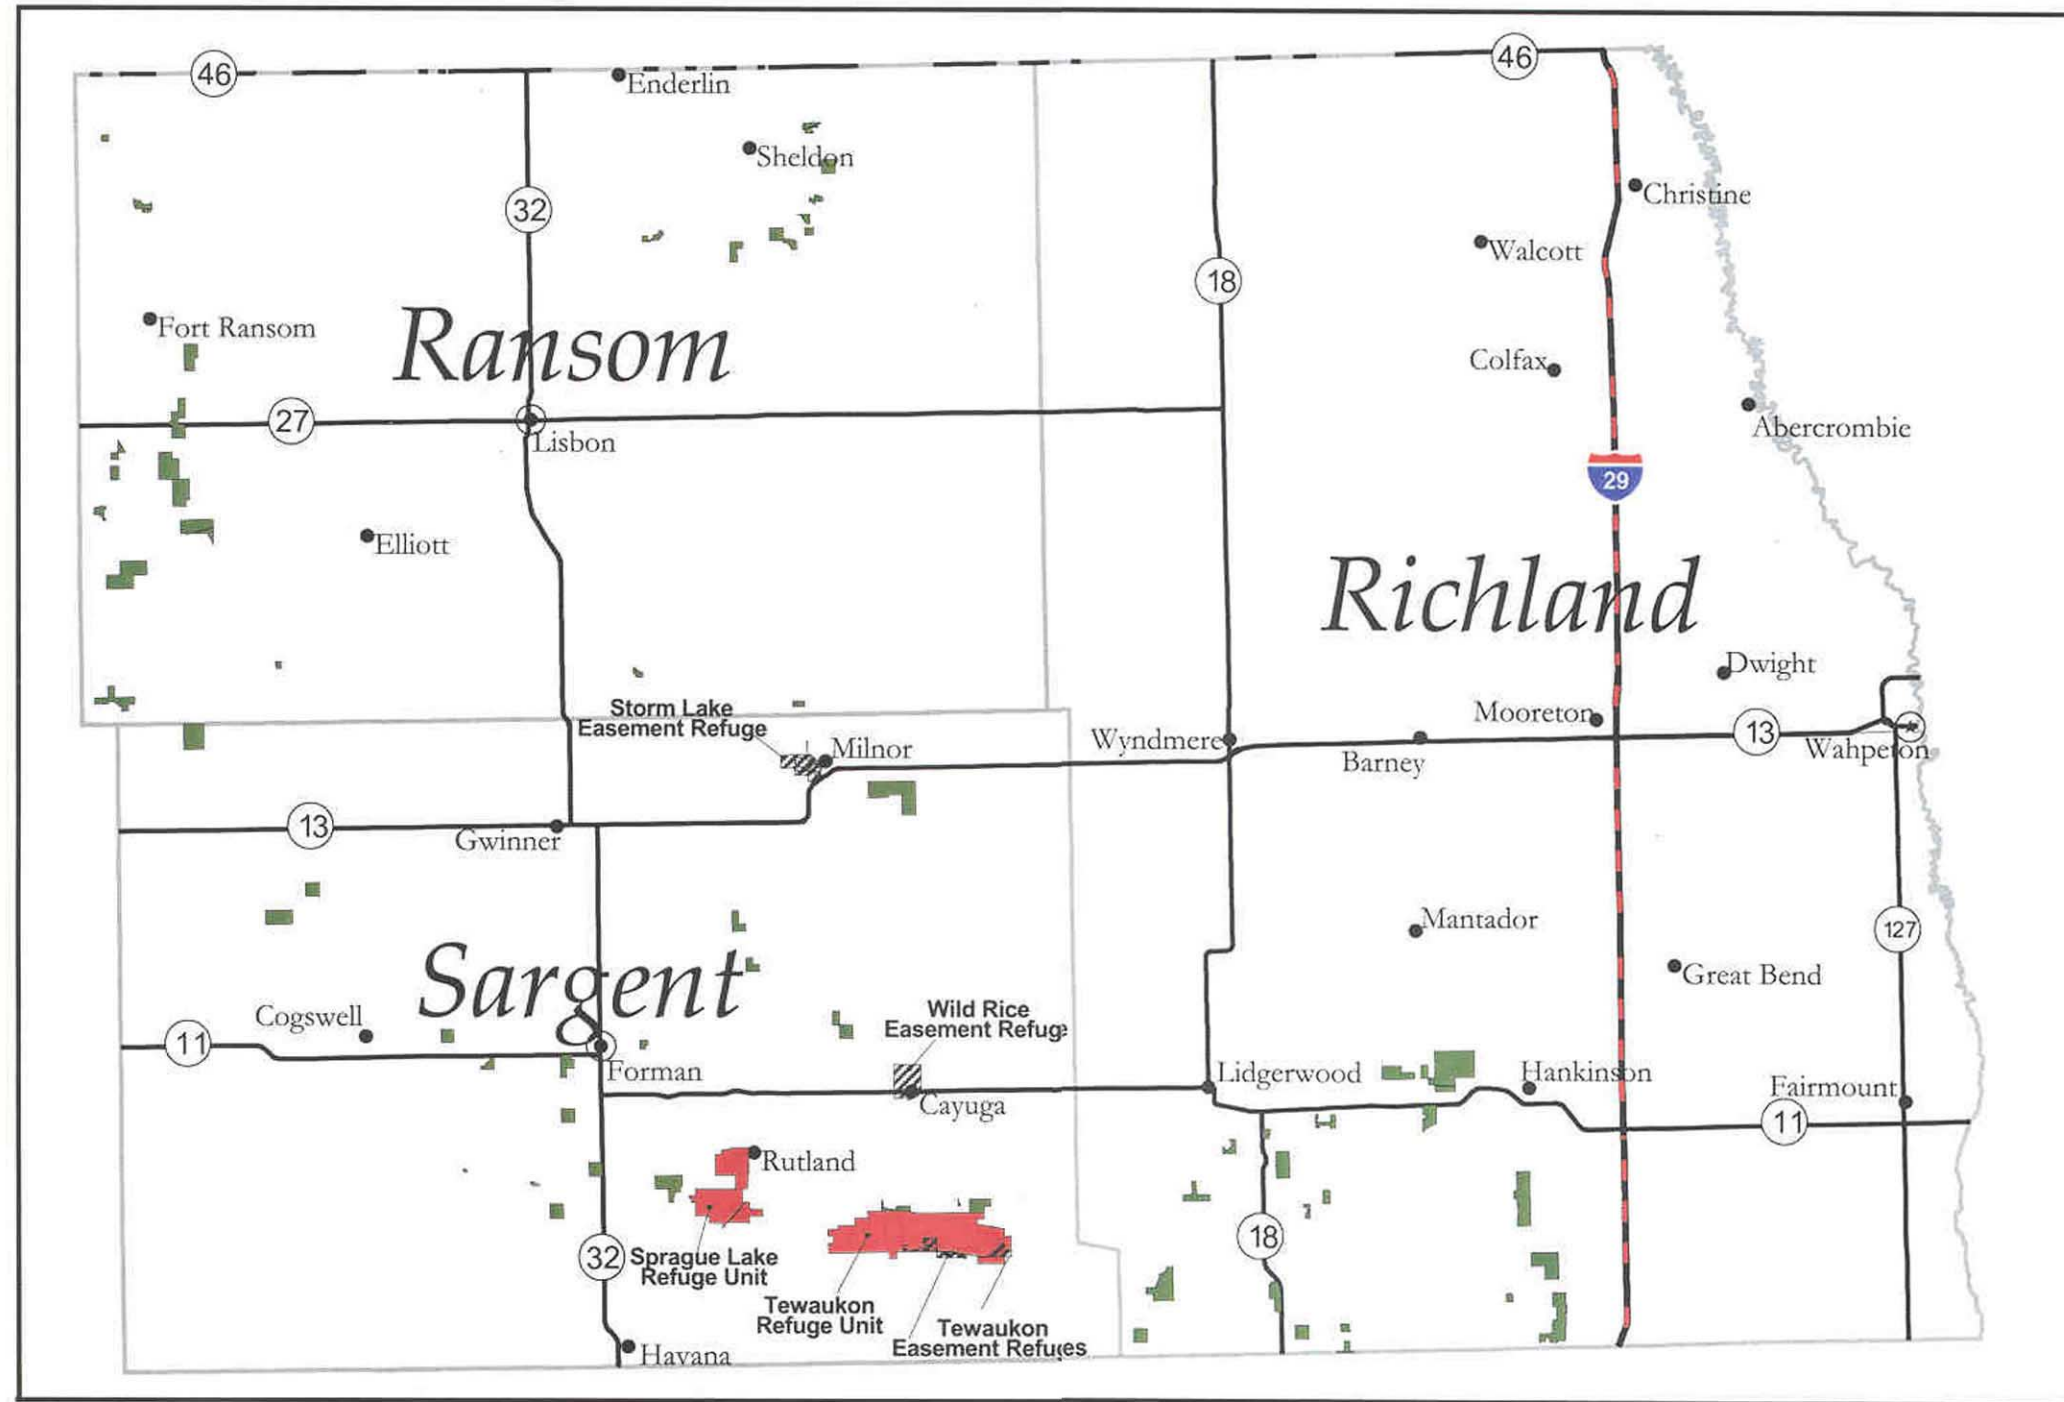 46
46
Enderlin
Sheldon
32
Christine
Walcott
18
Fort Ransom
Ransom
Colfax
27
Lisbon
Abercrombie
29
Elliott
Richland
Dwight
Storm Lake
Easement Refuge
Milnor
Wyndmere
Mooreton
Barney
13
Wahpeton
13
Gwinner
Mantador
127
Sargent
Great Bend
Cogswell
Wild Rice
Easement Refuge
11
Forman
Cayuga
Lidgerwood
Hankinson
Fairmount
11
Rutland
18
32
Sprague Lake
Refuge Unit
Tewaukon
Refuge Unit
Tewaukon
Easement Refuges
Havana